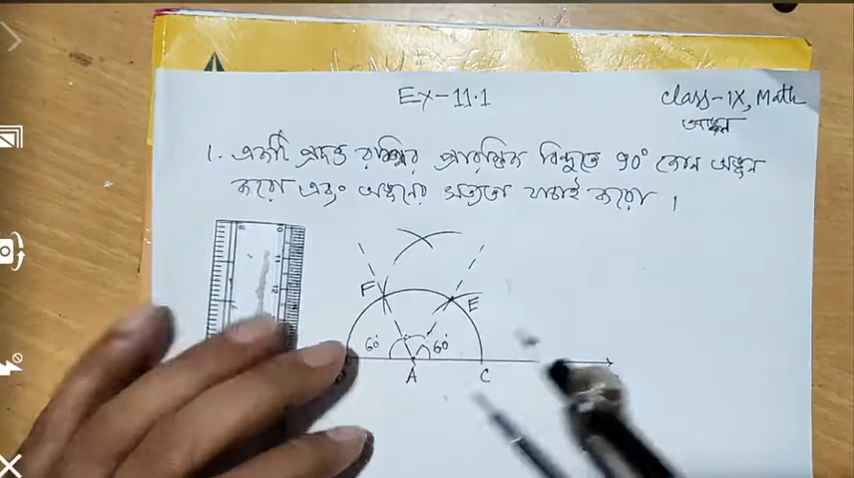 Ex-11.1
Class-IX, Math
অঙ্কন
1. একটি প্রদত্ত রশ্মির প্রারম্ভিক বিন্দুতে 90° কোন অঙ্কন
করো এবং অঙ্কনের সত্যতা যাচাই করো।
F
E
60°
60°
A
C